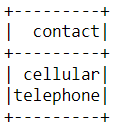 +---------+
|  contact|
+---------+
| cellular|
|telephone|
+---------+